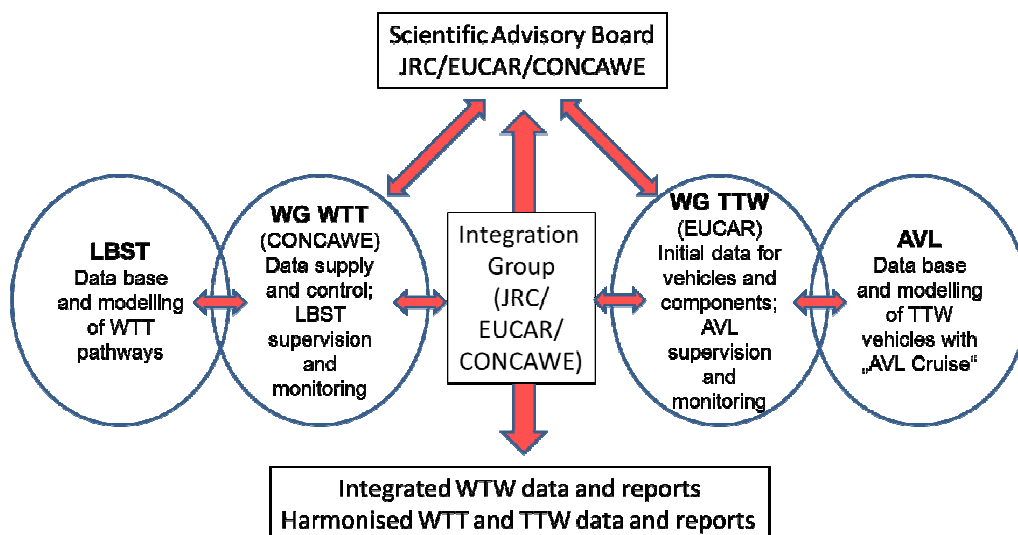 Scientific Advisory Board
JRC/EUCAR/CONCAWE
LBST
Data base
and modelling
of WTT
pathways
WG WTT
(CONCAWE)
Data supply
and control;
LBST
supervision
and
monitoring
Integration
Group
(JRC/
EUCAR/
CONCAWE)
WG TTW
(EUCAR)
Initial data for
vehicles and
components;
AVL
supervision
and
monitoring
AVL
Data base
and modelling
of TTW
vehicles with
„AVL Cruise“
Integrated WTW data and reports
Harmonised WTT and TTW data and reports